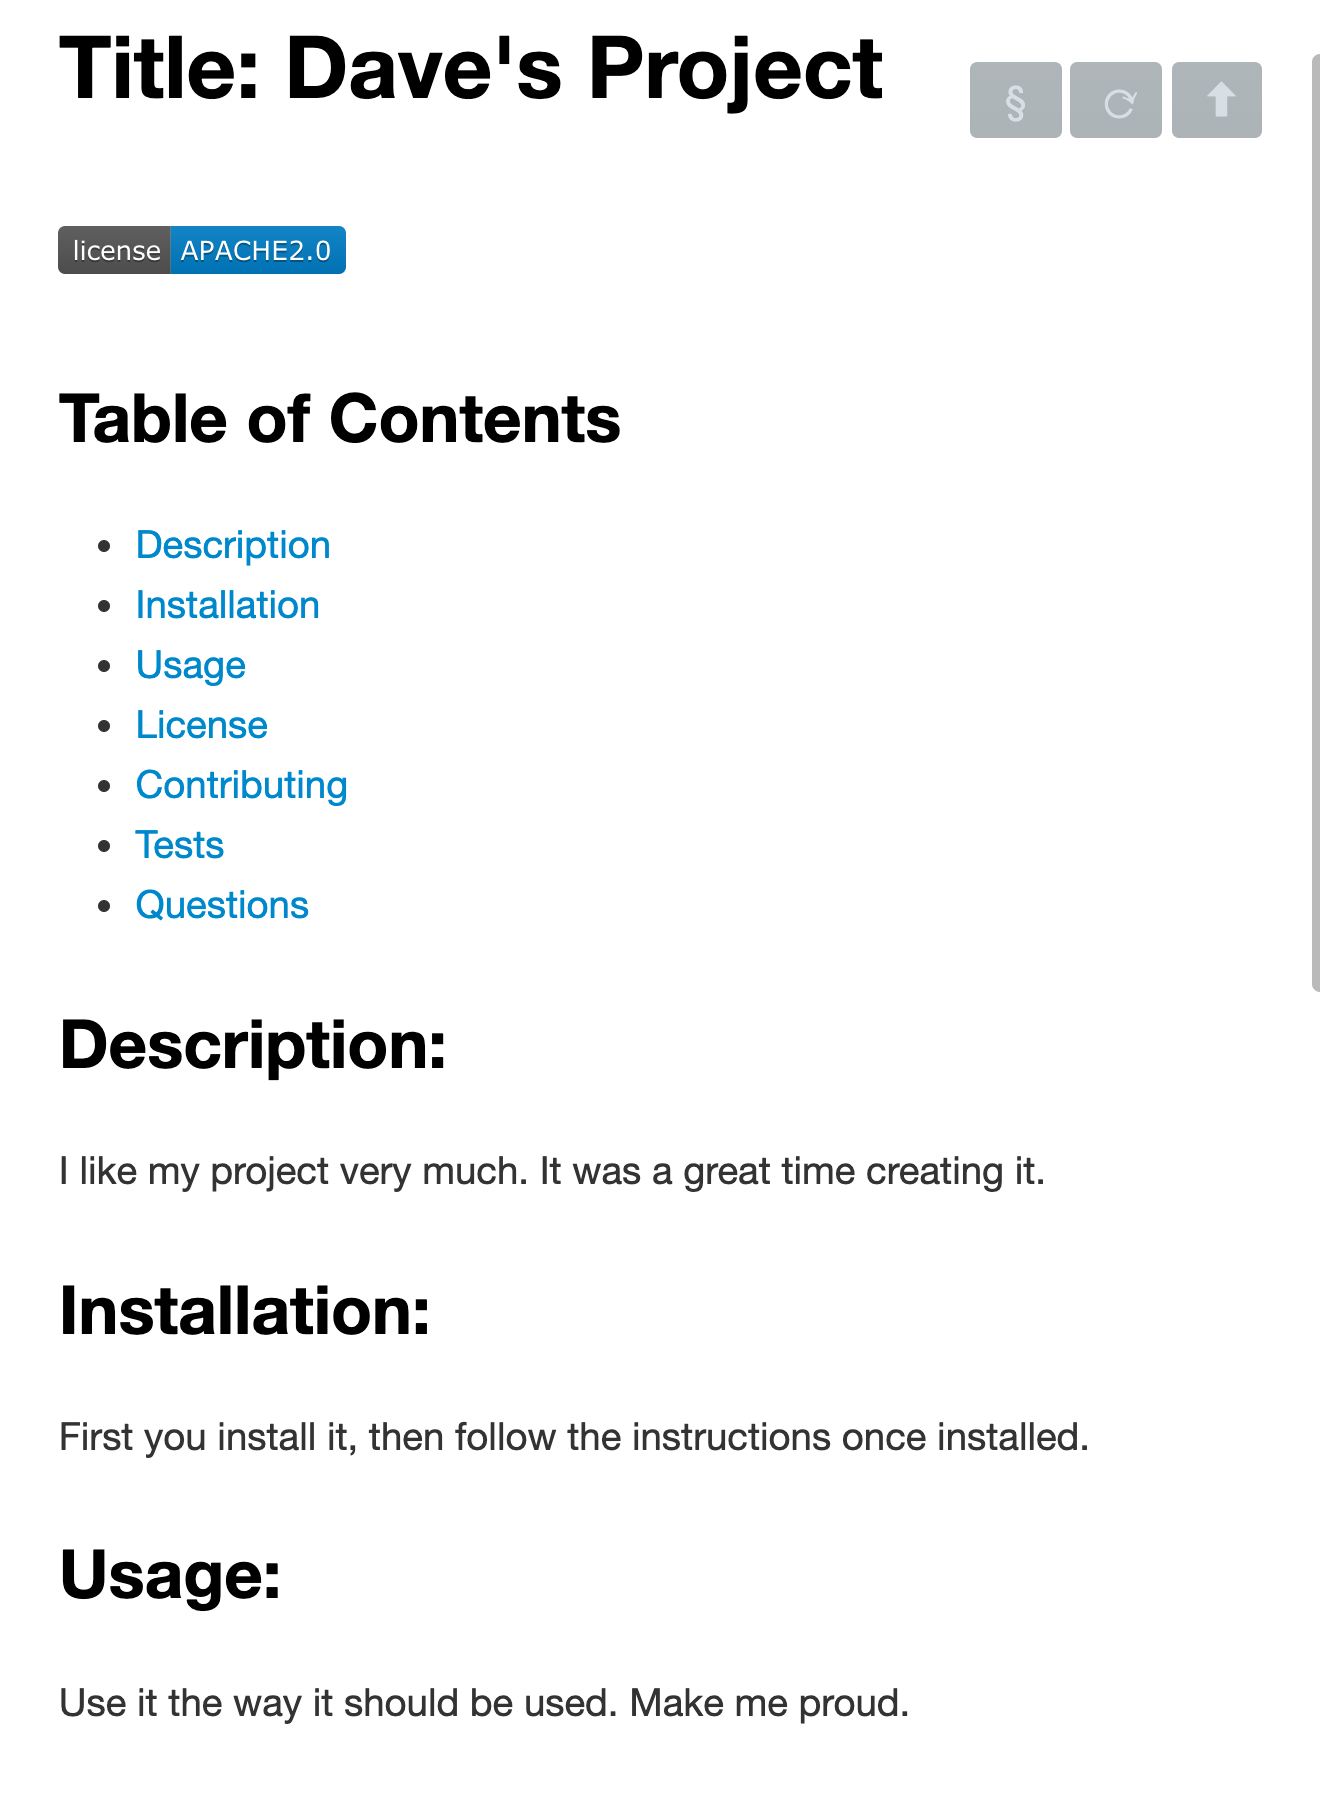 Title: Dave's Project
§
license APACHE2.0
Table of Contents
Description
Installation
Usage
License
Contributing
Tests
Questions
Description:
I like my project very much. It was a great time creating it.
Installation:
First you install it, then follow the instructions once installed.
Usage:
Use it the way it should be used. Make me proud.